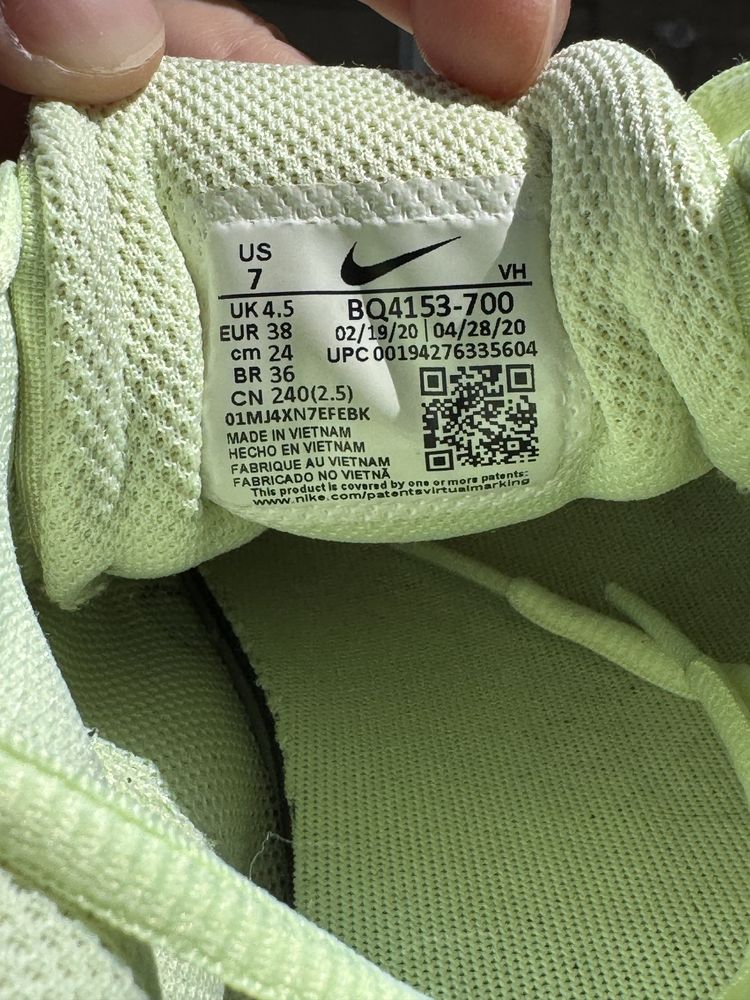 US
7
VH
UK 4.5
EUR 38
cm 24
BR 36
CN 240(2.5)
BQ4153-700
02/19/20 | 04/28/20
UPC 00194276335604
01MJ4XN7EFEBK
MADE IN VIETNAM
HECHO EN VIETNAM
FABRIQUE AU VIETNAM
FABRICADO NO VIETNÃ
This product is covered by one or more patents:
www.nike.com/patentsvirtualmarking